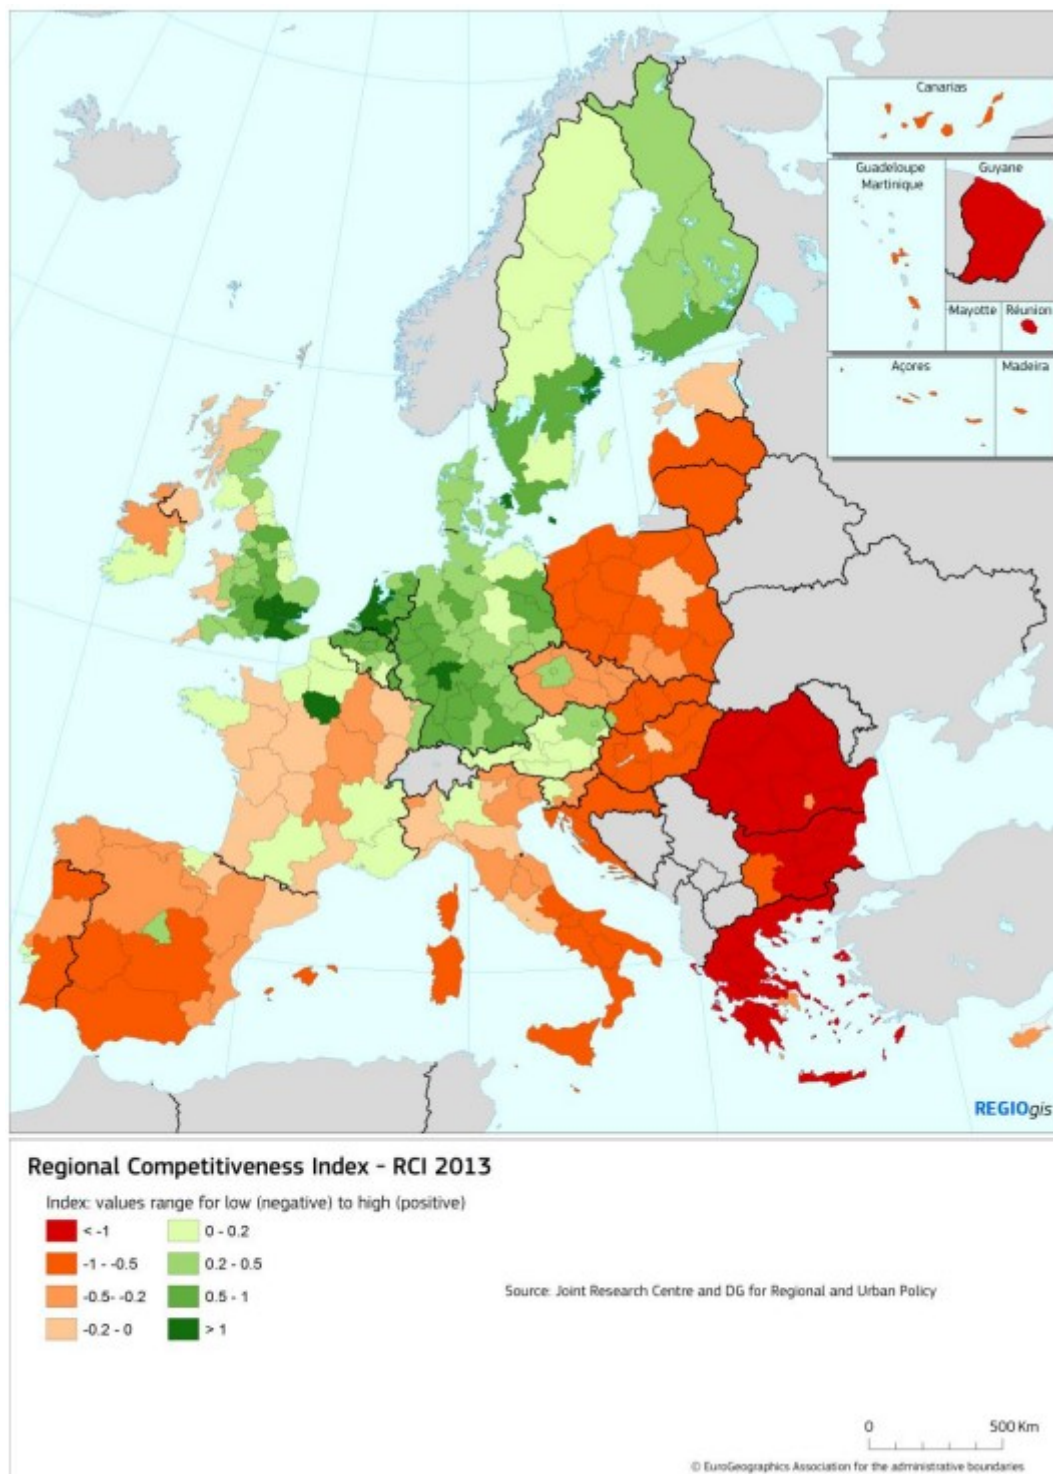 Canarias
Guadeloupe
Martinique
Guyane
Mayotte
Réunion
Açores
Madeira
REGIOgis
Regional Competitiveness Index - RCI 2013
Index: values range for low (negative) to high (positive)
< -1
-1 - -0.5
-0.5- -0.2
-0.2 - 0
0 - 0.2
0.2 - 0.5
0.5 - 1
> 1
Source: Joint Research Centre and DG for Regional and Urban Policy
0 500 Km
© EuroGeographics Association for the administrative boundaries